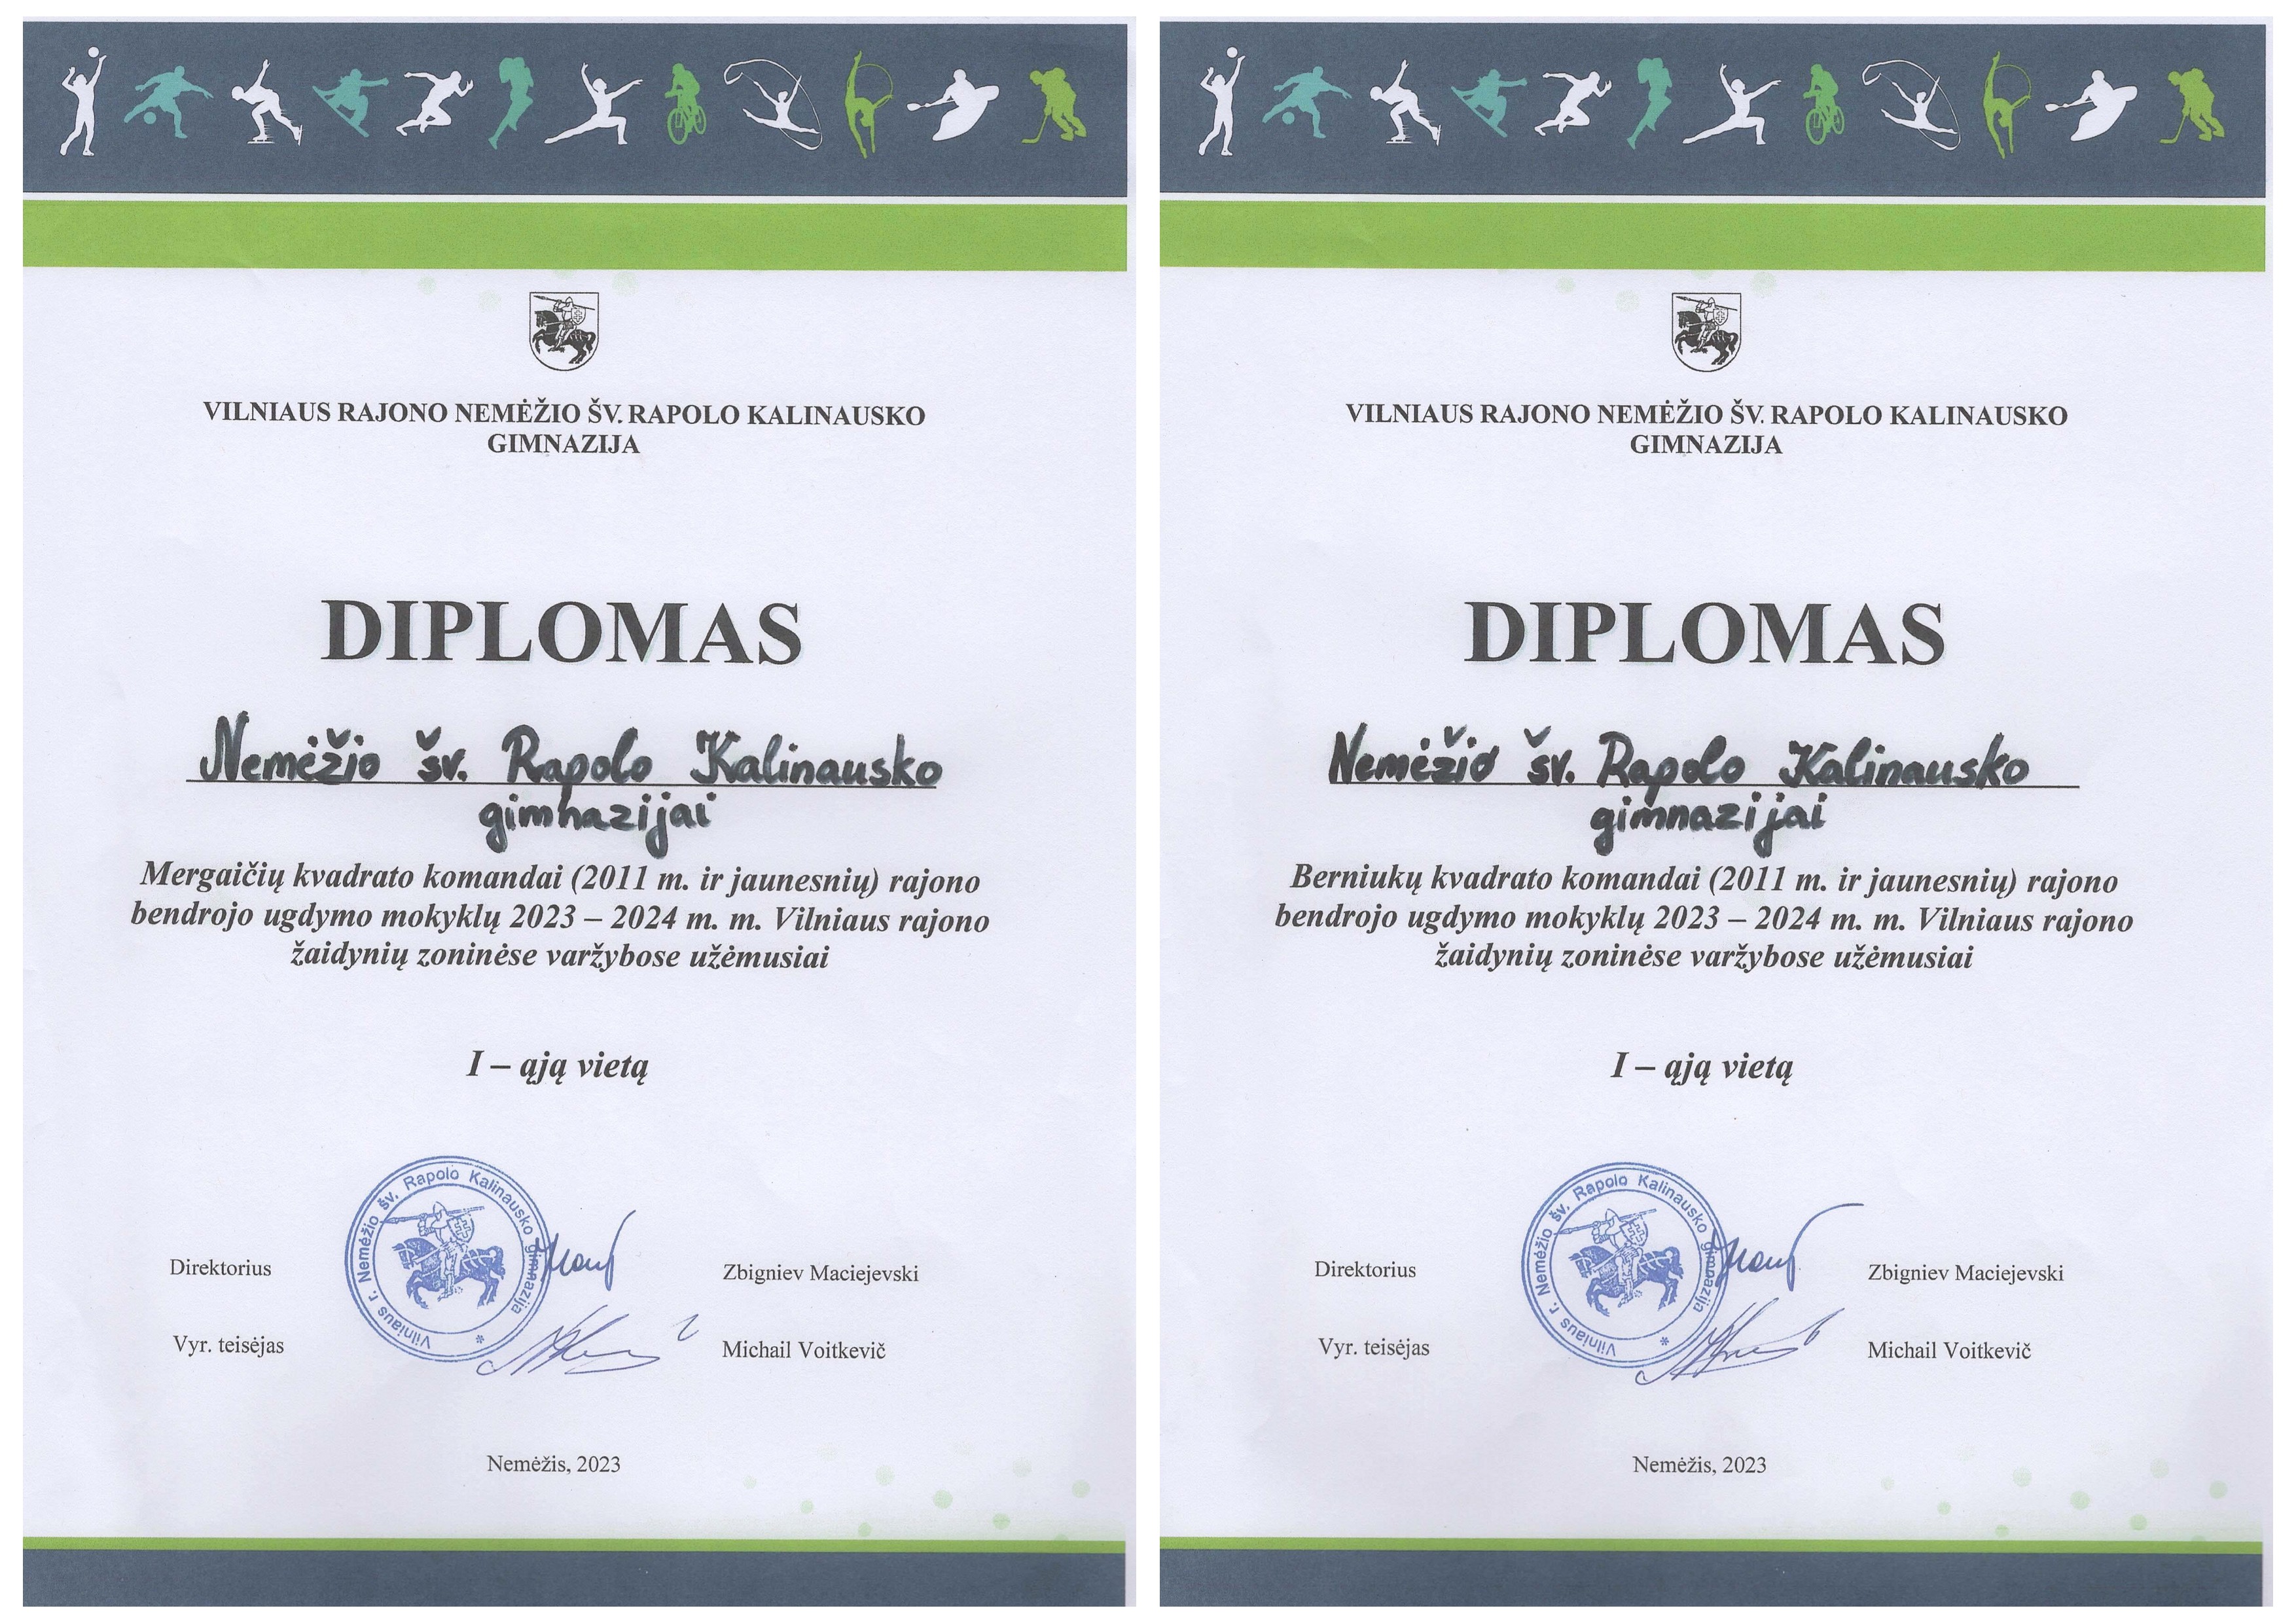 VILNIAUS RAJONO NEMĖŽIO ŠV. RAPOLO KALINAUSKO
GIMNAZIJA
DIPLOMAS
Nemėžio šv. Rapolo Kalinausko
gimnazijai
Mergaičių kvadrato komandai (2011 m. ir jaunesnių) rajono
bendrojo ugdymo mokyklų 2023 – 2024 m. m. Vilniaus rajono
žaidynių zoninėse varžybose užėmusiai
I – ąją vietą
Vilniaus r. Nemėžio šv. Rapolo Kalinausko gimnazija *
Direktorius
Zbigniev Maciejevski
Vyr. teisėjas
Michail Voitkevič
Nemėžis, 2023
VILNIAUS RAJONO NEMĖŽIO ŠV. RAPOLO KALINAUSKO
GIMNAZIJA
DIPLOMAS
Nemėžio šv. Rapolo Kalinausko
gimnazijai
Berniukų kvadrato komandai (2011 m. ir jaunesnių) rajono
bendrojo ugdymo mokyklų 2023 – 2024 m. m. Vilniaus rajono
žaidynių zoninėse varžybose užėmusiai
I – ąją vietą
Vilniaus r. Nemėžio šv. Rapolo Kalinausko gimnazija *
Direktorius
Zbigniev Maciejevski
Vyr. teisėjas
Michail Voitkevič
Nemėžis, 2023